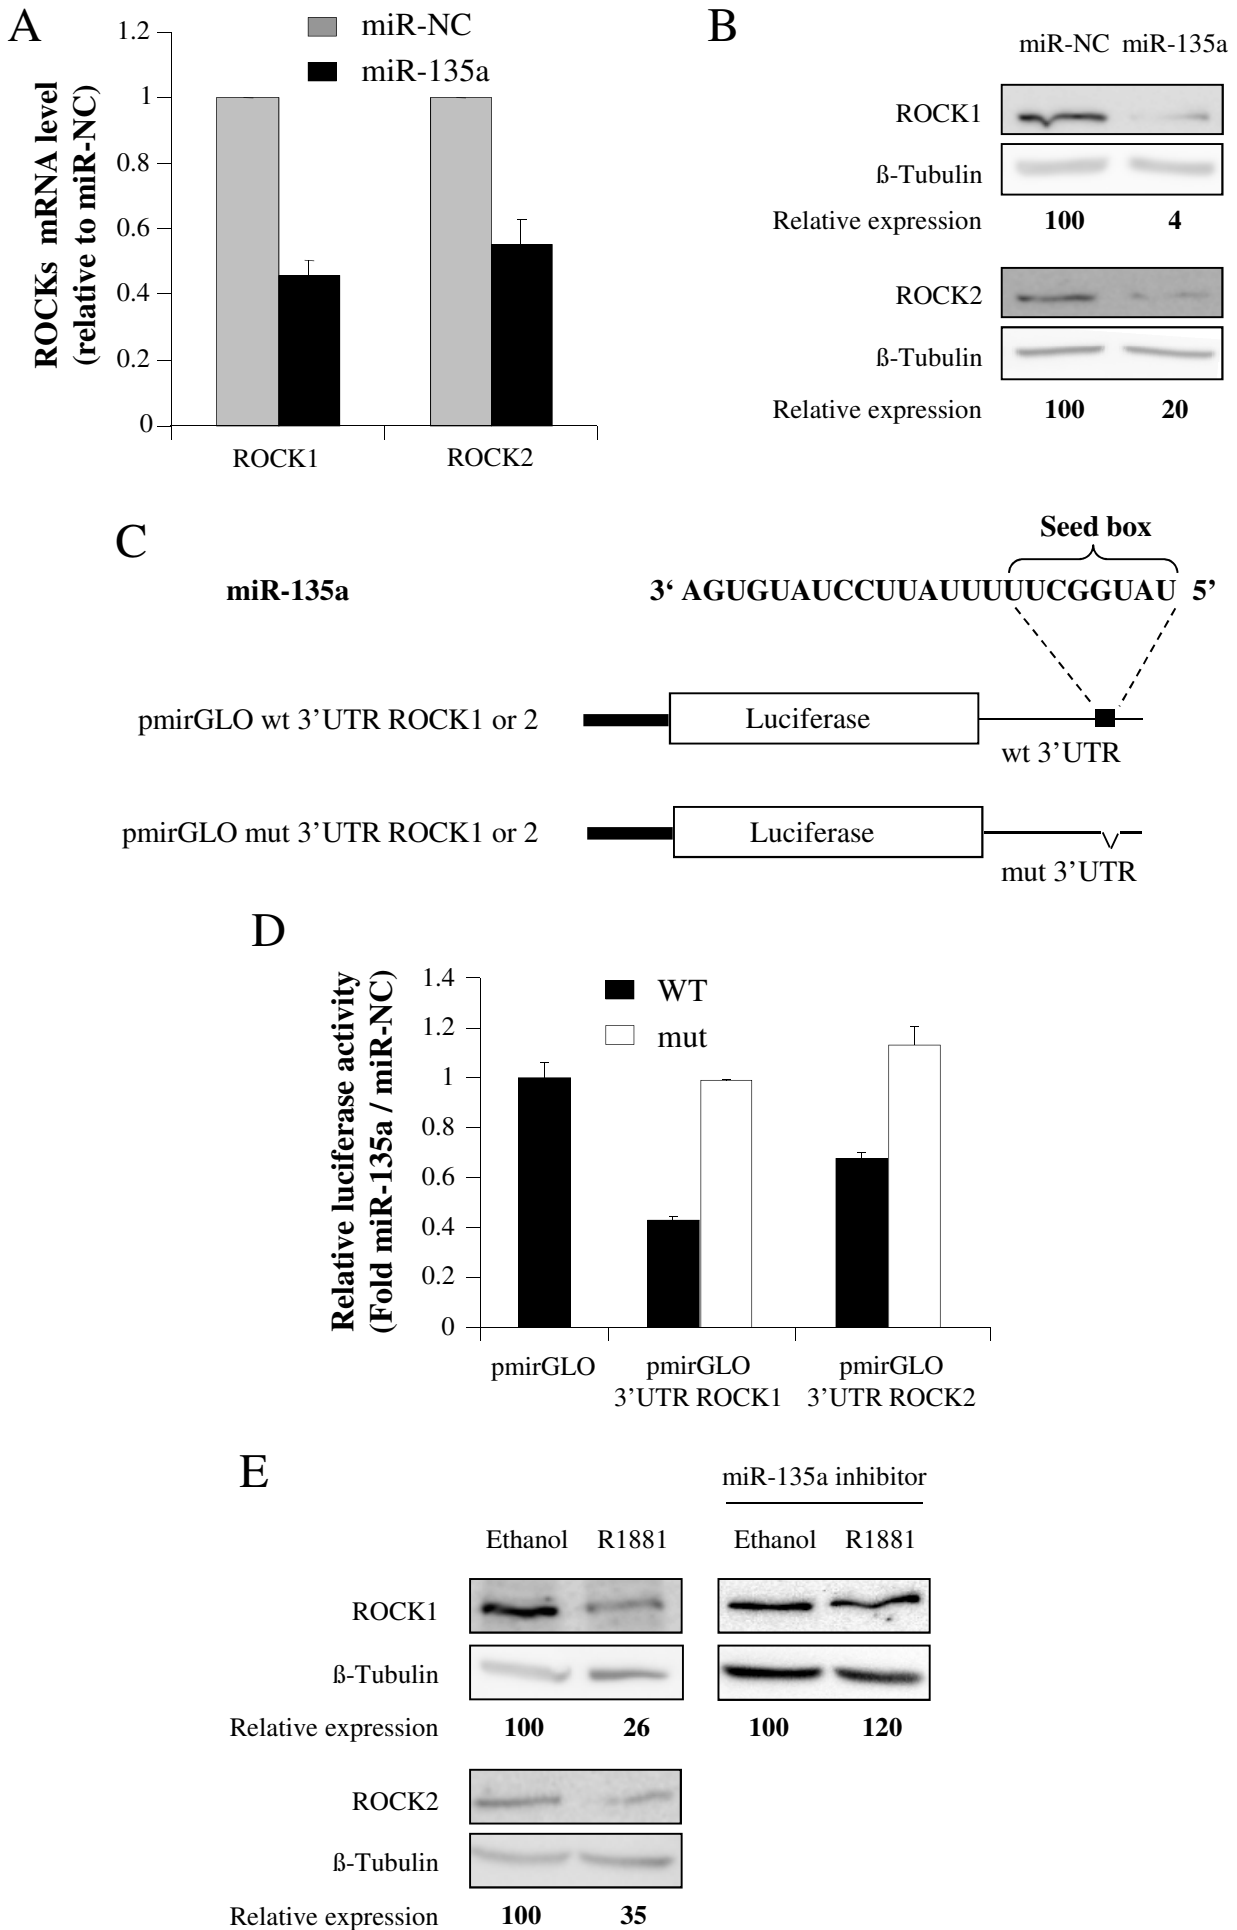 A
miR-NC
miR-135a
ROCKs mRNA level
(relative to miR-NC)
1.2
1
0.8
0.6
0.4
0.2
0
ROCK1
ROCK2
B
miR-NC miR-135a
ROCK1
ß-Tubulin
Relative expression 100 4
ROCK2
ß-Tubulin
Relative expression 100 20
C
Seed box
miR-135a 3‘ AGUGUAUCCUUAUUUUUCGGUAU 5’
pmirGLO wt 3’UTR ROCK1 or 2 Luciferase
wt 3’UTR
pmirGLO mut 3’UTR ROCK1 or 2 Luciferase
mut 3’UTR
D
WT
mut
Relative luciferase activity
(Fold miR-135a / miR-NC)
1.4
1.2
1
0.8
0.6
0.4
0.2
0
pmirGLO
pmirGLO
3’UTR ROCK1
pmirGLO
3’UTR ROCK2
E
miR-135a inhibitor
Ethanol R1881 Ethanol R1881
ROCK1
ß-Tubulin
Relative expression 100 26 100 120
ROCK2
ß-Tubulin
Relative expression 100 35